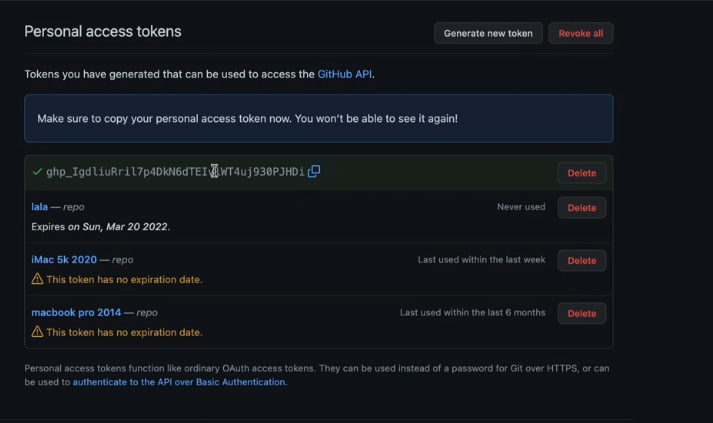 Personal access tokens
Generate new token
Revoke all
Tokens you have generated that can be used to access the GitHub API.
Make sure to copy your personal access token now. You won't be able to see it again!
Delete
lala — repo
Never used
Delete
Expires on Sun, Mar 20 2022.
iMac 5k 2020 — repo
Last used within the last week
Delete
This token has no expiration date.
macbook pro 2014 — repo
Last used within the last 6 months
Delete
This token has no expiration date.
Personal access tokens function like ordinary OAuth access tokens. They can be used instead of a password for Git over HTTPS, or can
be used to authenticate to the API over Basic Authentication.